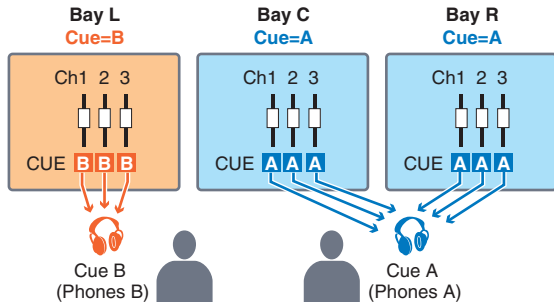 Bay L
Cue=B
Ch1 2 3
CUE B B B
Cue B
(Phones B)
Bay C
Cue=A
Ch1 2 3
CUE A A A
Bay R
Cue=A
Ch1 2 3
CUE A A A
Cue A
(Phones A)